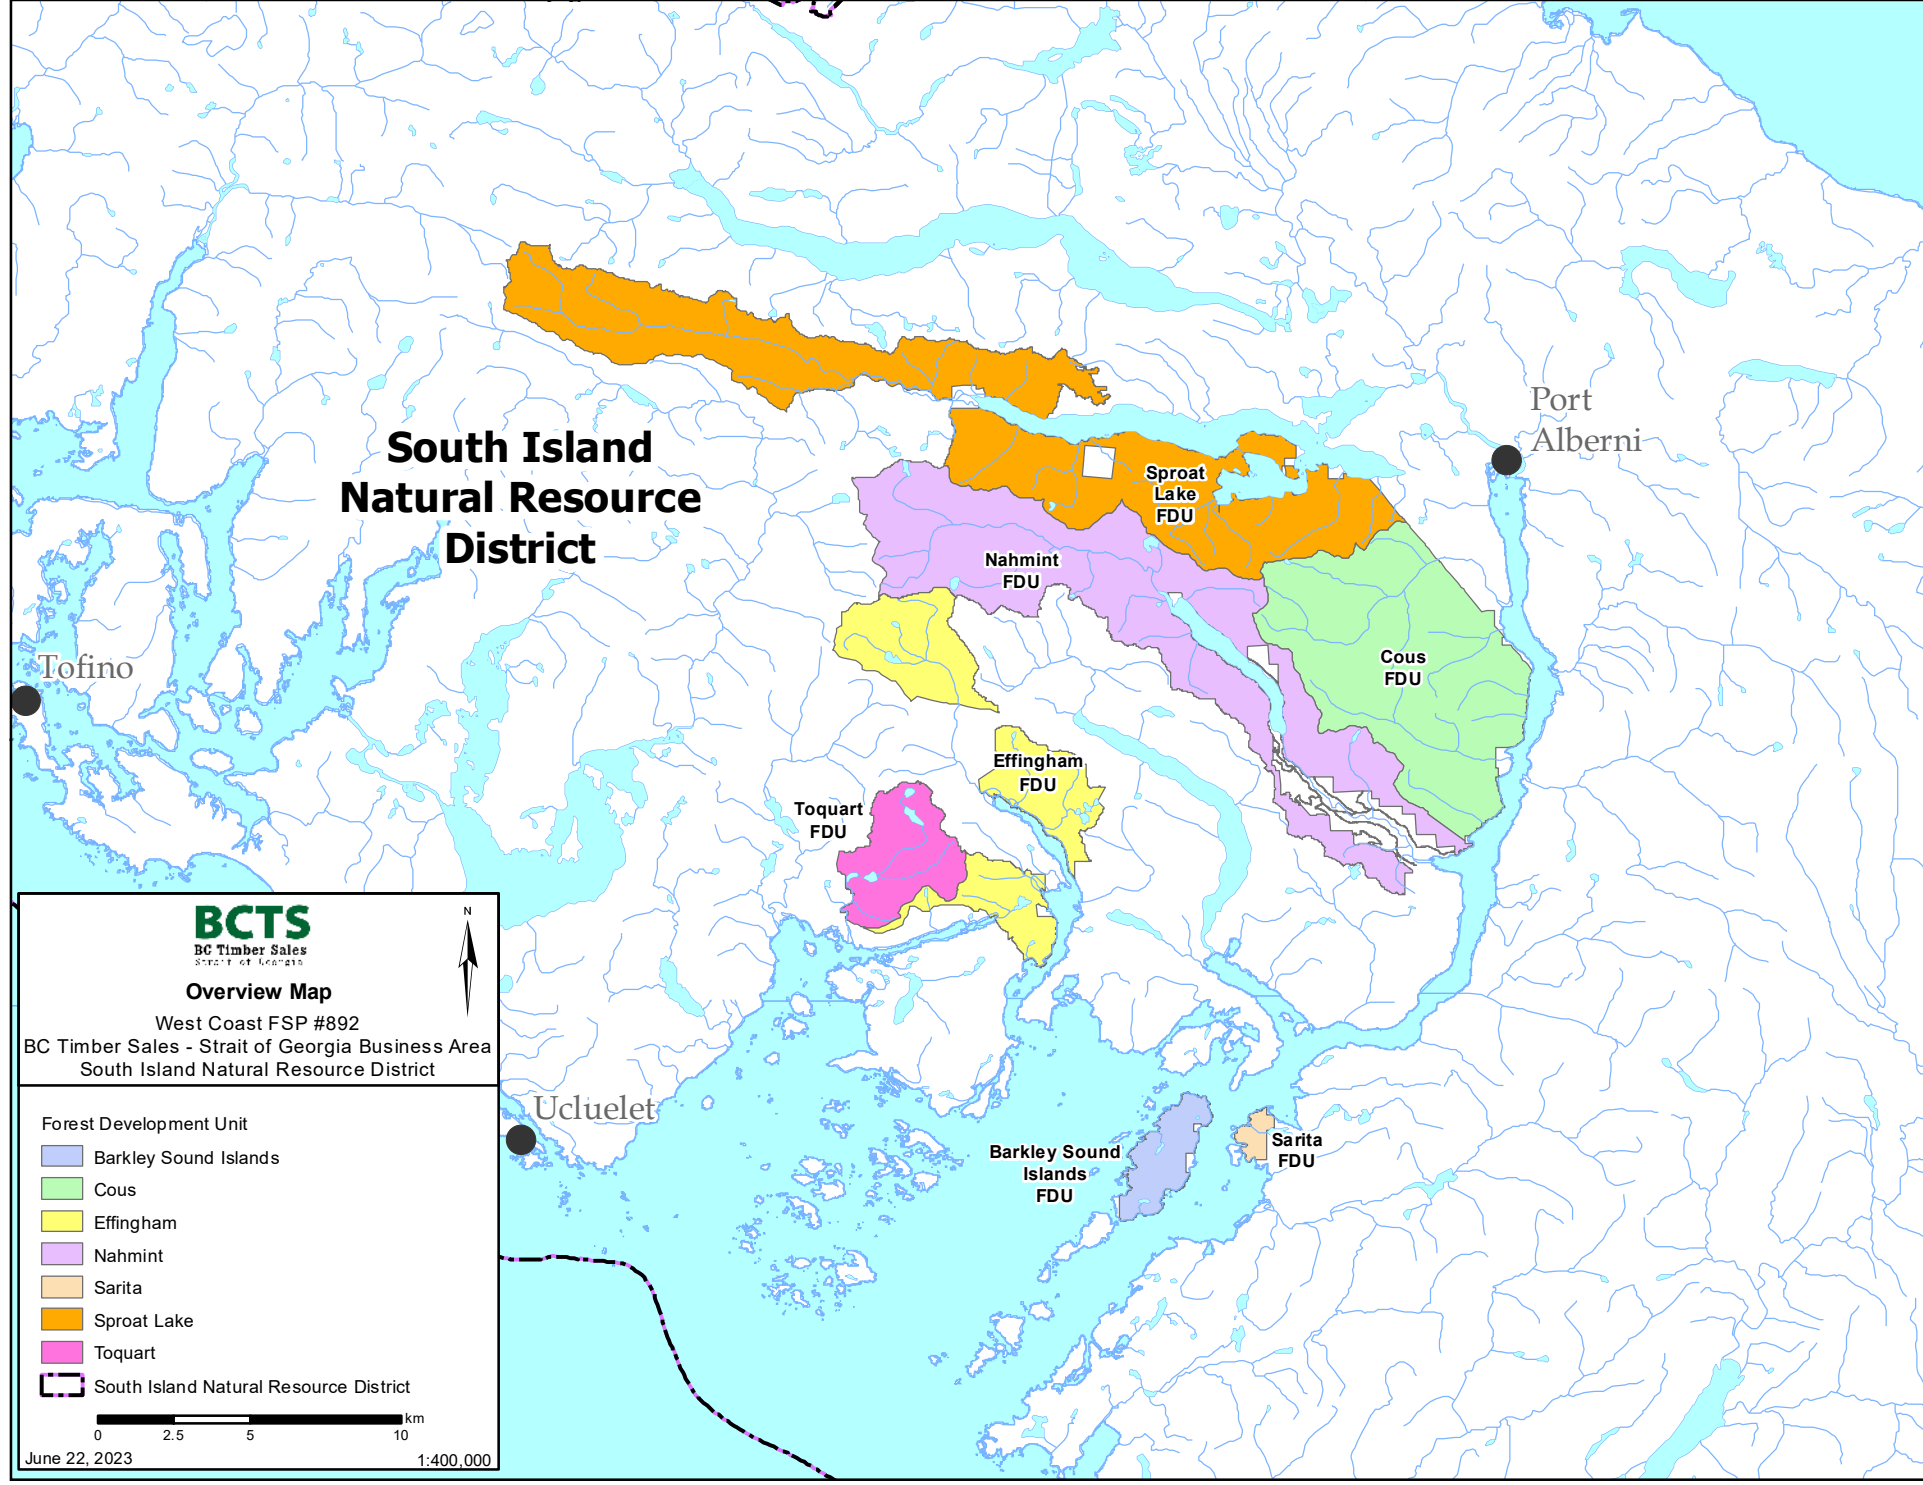 South Island
Natural Resource
District
Port
Alberni
Sproat
Lake
FDU
Nahmint
FDU
Cous
FDU
Tofino
Effingham
FDU
Toquart
FDU
Ucluelet
Barkley Sound
Islands
FDU
Sarita
FDU
BCTS
BC Timber Sales
Strait of Georgia
N
Overview Map
West Coast FSP #892
BC Timber Sales - Strait of Georgia Business Area
South Island Natural Resource District
Forest Development Unit
Barkley Sound Islands
Cous
Effingham
Nahmint
Sarita
Sproat Lake
Toquart
South Island Natural Resource District
km
0 2.5 5 10
June 22, 2023 1:400,000